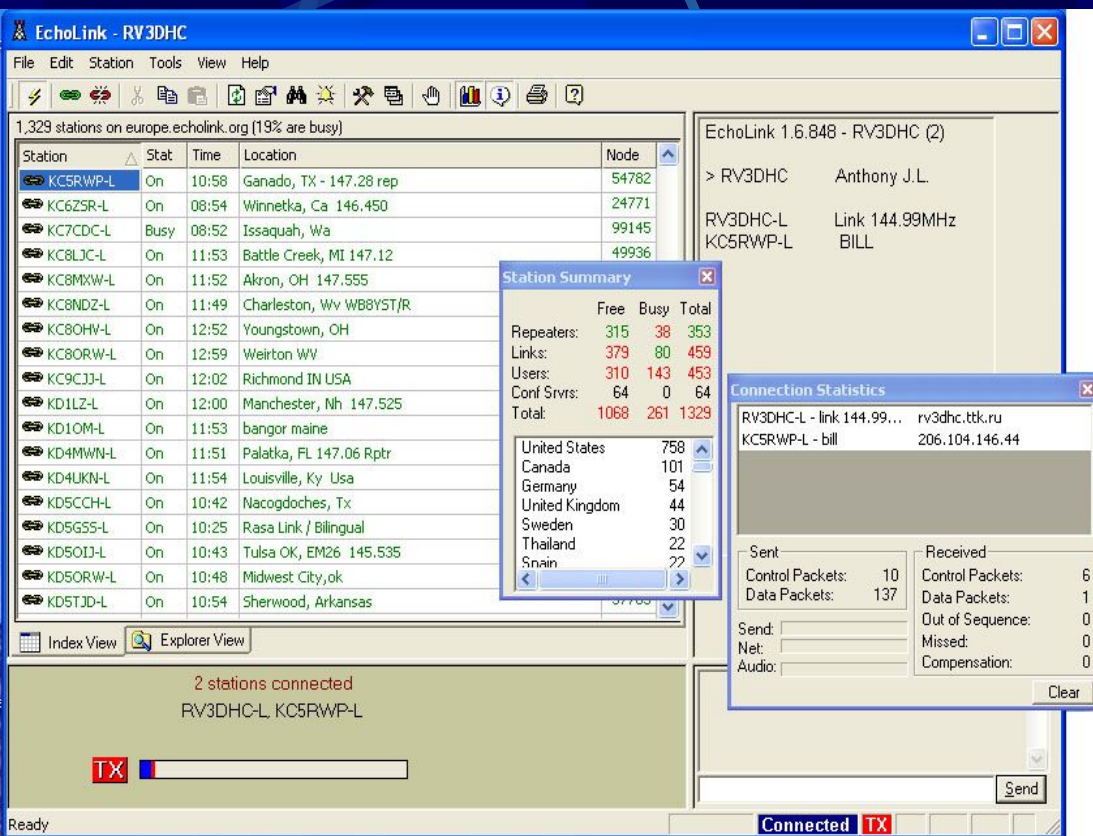 EchoLink - RV3DHC
File Edit Station Tools View Help
1,329 stations on europe.echolink.org (19% are busy)
Station Stat Time Location Node
KC5RWP-L On 10:58 Ganado, TX - 147.28 rep 54782
KC6ZSR-L On 08:54 Winnetka, Ca 146.450 24771
KC7CDC-L Busy 08:52 Issaquah, Wa 99145
KC8LJC-L On 11:53 Battle Creek, MI 147.12 49936
KC8MXW-L On 11:52 Akron, OH 147.555
KC8NDZ-L On 11:49 Charleston, Wv WB8YST/R
KC8OHV-L On 12:52 Youngstown, OH
KC8ORW-L On 12:59 Weirton WV
KC9CJJ-L On 12:02 Richmond IN USA
KD1LZ-L On 12:00 Manchester, Nh 147.525
KD1OM-L On 11:53 bangor maine
KD4MWN-L On 11:51 Palatka, FL 147.06 Rptr
KD4UKN-L On 11:54 Louisville, Ky Usa
KD5CCH-L On 10:42 Nacogdoches, Tx
KD5GSS-L On 10:25 Rasa Link / Bilingual
KD5OIJ-L On 10:43 Tulsa OK, EM26 145.535
KD5ORW-L On 10:48 Midwest City,ok
KD5TJD-L On 10:54 Sherwood, Arkansas
Index View Explorer View
2 stations connected
RV3DHC-L, KC5RWP-L
TX
Ready
EchoLink 1.6.848 - RV3DHC (2)
> RV3DHC Anthony J.L.
RV3DHC-L Link 144.99MHz
KC5RWP-L BILL
Station Summary
Free Busy Total
Repeaters: 315 38 353
Links: 379 80 459
Users: 310 143 453
Conf Srvrs: 64 0 64
Total: 1068 261 1329
United States 758
Canada 101
Germany 54
United Kingdom 44
Sweden 30
Thailand 22
Spain 22
Connection Statistics
RV3DHC-L - link 144.99... rv3dhc.ttk.ru
KC5RWP-L - bill 206.104.146.44
Sent
Control Packets: 10
Data Packets: 137
Send:
Net:
Audio:
Received
Control Packets: 6
Data Packets: 1
Out of Sequence: 0
Missed: 0
Compensation: 0
Clear
Send
Connected TX